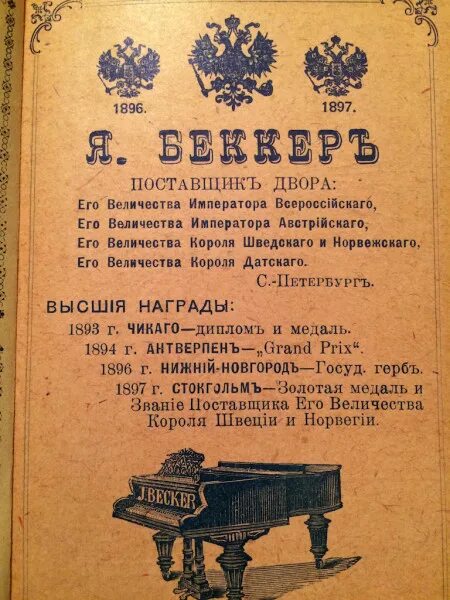 1896. 1897.
Я. БЕККЕРЪ
ПОСТАВЩИКЪ ДВОРА:
Его Величества Императора Всероссійскаго,
Его Величества Императора Австрійскаго,
Его Величества Короля Шведскаго и Норвежскаго,
Его Величества Короля Датскаго.
С.-ПЕТЕРБУРГЪ.
ВЫСШІЯ НАГРАДЫ:
1893 г. ЧИКАГО—дипломъ и медаль.
1894 г. АНТВЕРПЕНЪ—„Grand Prix“.
1896 г. НИЖНІЙ-НОВГОРОДЪ—Госуд. гербъ.
1897 г. СТОКГОЛЬМЪ—Золотая медаль и
Званіе Поставщика Его Величества
Короля Швеціи и Норвегіи.
J.BECKER